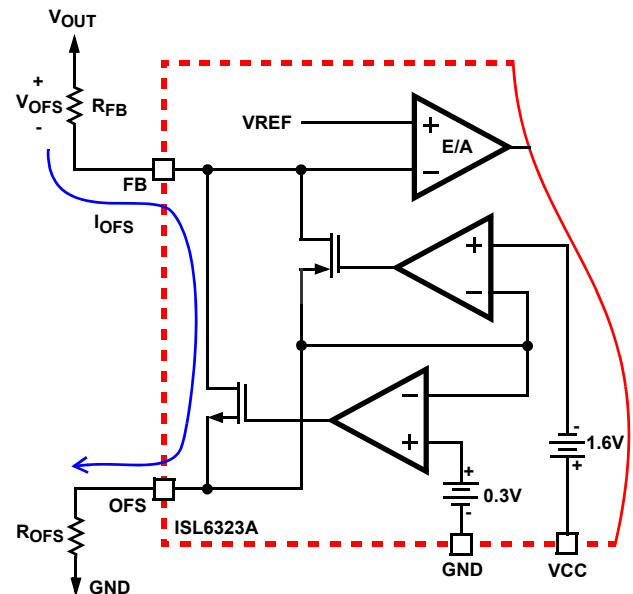 VOUT
+
VOFS
-
RFB
VREF
+
E/A
−
FB
IOFS
+
−
−
+
-
1.6V
+
+
0.3V
-
OFS
ISL6323A
ROFS
GND
GND
VCC